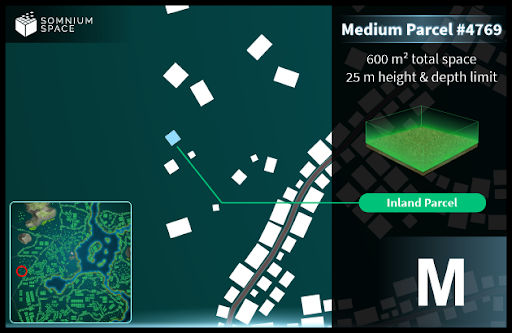 SOMNIUM
SPACE
Medium Parcel #4769
600 m² total space
25 m height & depth limit
Inland Parcel
M